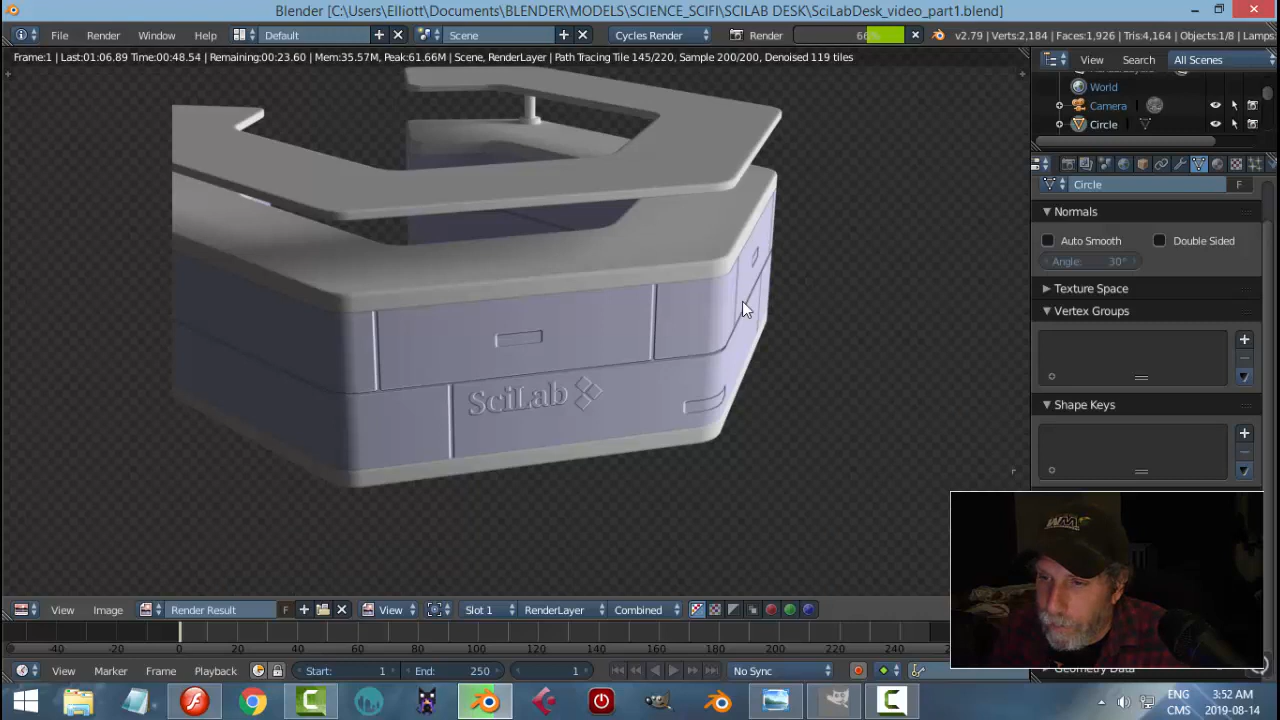 Blender [C:\Users\Elliott\Documents\BLENDER\MODELS\SCIENCE_SCIFI\SCILAB DESK\SciLabDesk_video_part1.blend]
File Render Window Help Default Scene Cycles Render Render 66% v2.79 | Verts:2,184 | Faces:1,926 | Tris:4,164 | Objects:1/8 | Lamps
Frame:1 | Last:01:06.89 Time:00:48.54 | Remaining:00:23.60 | Mem:35.57M, Peak:61.66M | Scene, RenderLayer | Path Tracing Tile 145/220, Sample 200/200, Denoised 119 tiles
View Search All Scenes
World
Camera
Circle
Circle F
Normals
Auto Smooth Double Sided
Angle: 30°
Texture Space
Vertex Groups
Shape Keys
SciLab
View Image Render Result F View Slot 1 RenderLayer Combined
-40 -20 0 20 40 60 80 100 120 140 160 180 200 220 240
View Marker Frame Playback Start: 1 End: 250 1 No Sync
Geometry Data
ENG
CMS
3:52 AM
2019-08-14